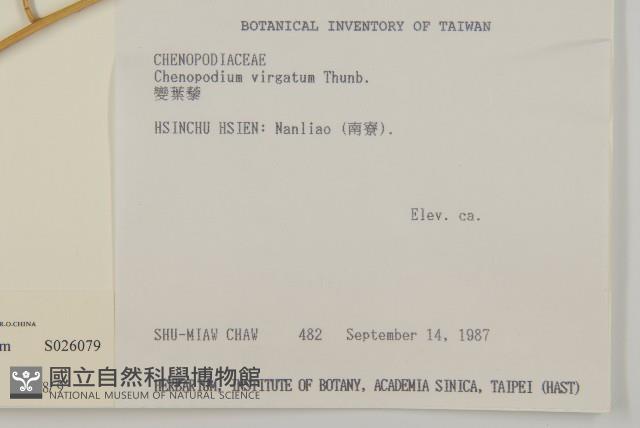 BOTANICAL INVENTORY OF TAIWAN
CHENOPODIACEAE
Chenopodium virgatum Thunb.
變葉藜
HSINCHU HSIEN: Nanliao (南寮).
Elev. ca.
SHU-MIAW CHAW 482 September 14, 1987
HERBARIUM, INSTITUTE OF BOTANY, ACADEMIA SINICA, TAIPEI (HAST)
R.O.CHINA
S026079
國立自然科學博物館
NATIONAL MUSEUM OF NATURAL SCIENCE